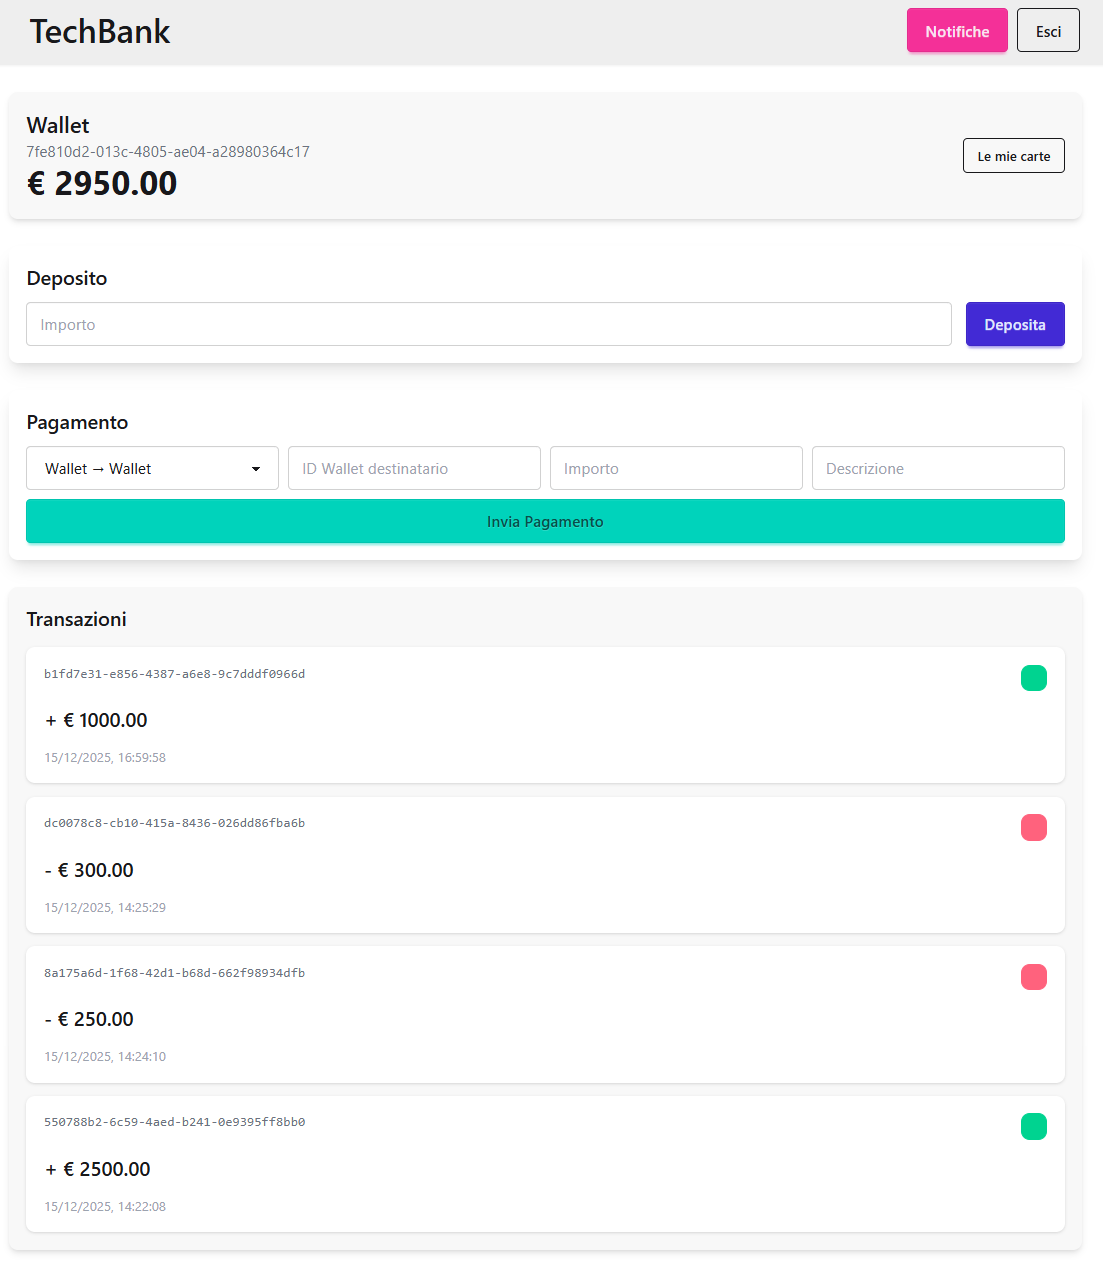 TechBank
Notifiche
Esci
Wallet
7fe810d2-013c-4805-ae04-a28980364c17
€ 2950.00
Le mie carte
Deposito
Importo
Deposita
Pagamento
Wallet → Wallet
ID Wallet destinatario
Importo
Descrizione
Invia Pagamento
Transazioni
b1fd7e31-e856-4387-a6e8-9c7dddf0966d
+ € 1000.00
15/12/2025, 16:59:58
dc0078c8-cb10-415a-8436-026dd86fba6b
- € 300.00
15/12/2025, 14:25:29
8a175a6d-1f68-42d1-b68d-662f98934dfb
- € 250.00
15/12/2025, 14:24:10
550788b2-6c59-4aed-b241-0e9395ff8bb0
+ € 2500.00
15/12/2025, 14:22:08